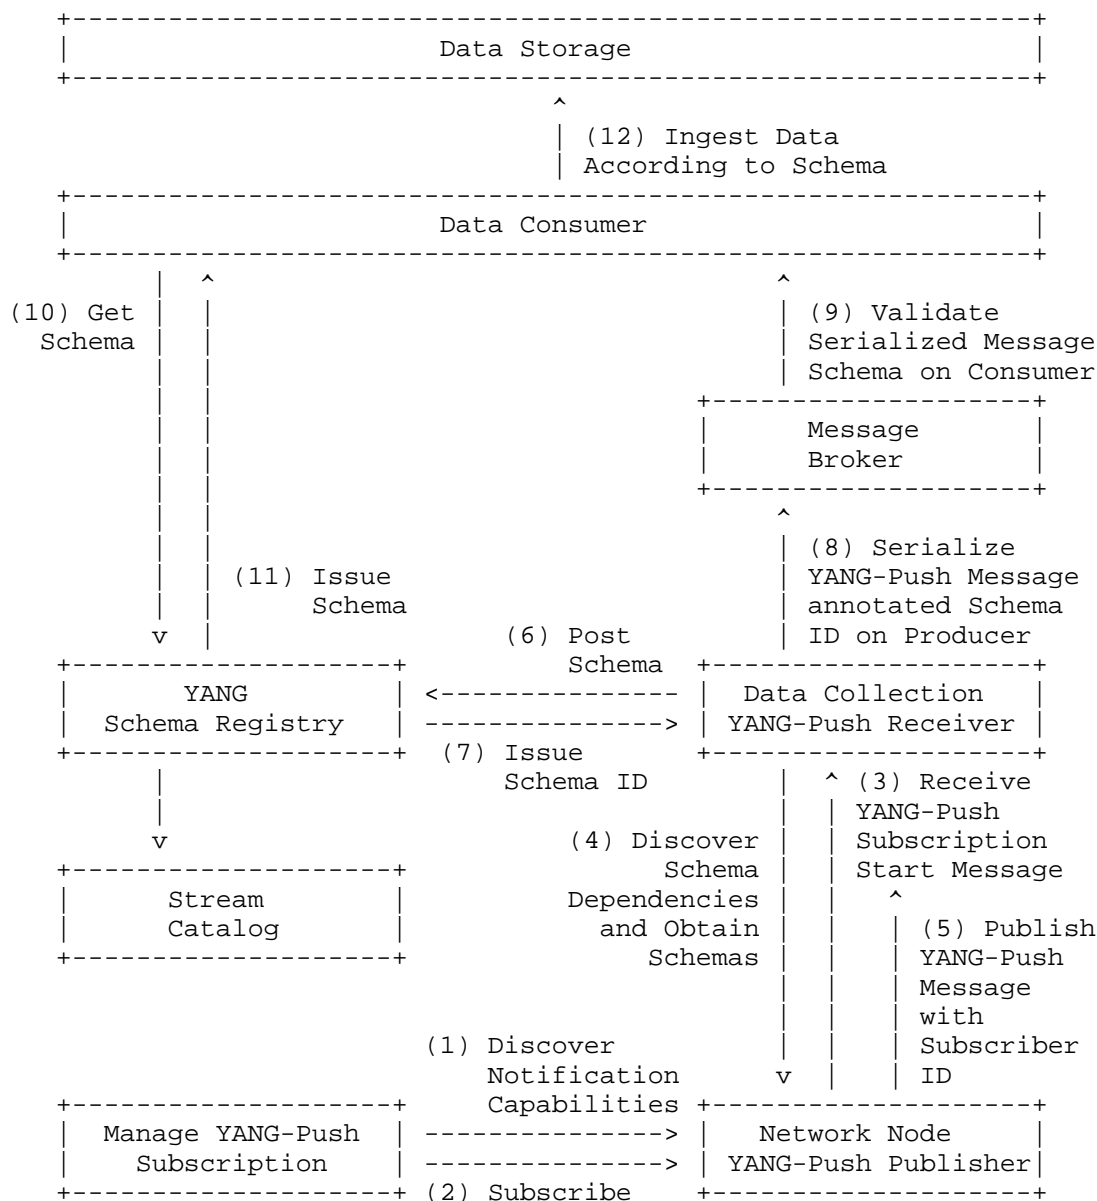 Data Storage
(12) Ingest Data
According to Schema
Data Consumer
(10) Get
Schema
(9) Validate
Serialized Message
Schema on Consumer
Message
Broker
(8) Serialize
YANG-Push Message
annotated Schema
ID on Producer
(11) Issue
Schema
(6) Post
Schema
YANG
Schema Registry
Data Collection
YANG-Push Receiver
(7) Issue
Schema ID
(3) Receive
YANG-Push
Subscription
Start Message
(4) Discover
Schema
Dependencies
and Obtain
Schemas
Stream
Catalog
(5) Publish
YANG-Push
Message
with
Subscriber
ID
(1) Discover
Notification
Capabilities
Manage YANG-Push
Subscription
Network Node
YANG-Push Publisher
(2) Subscribe